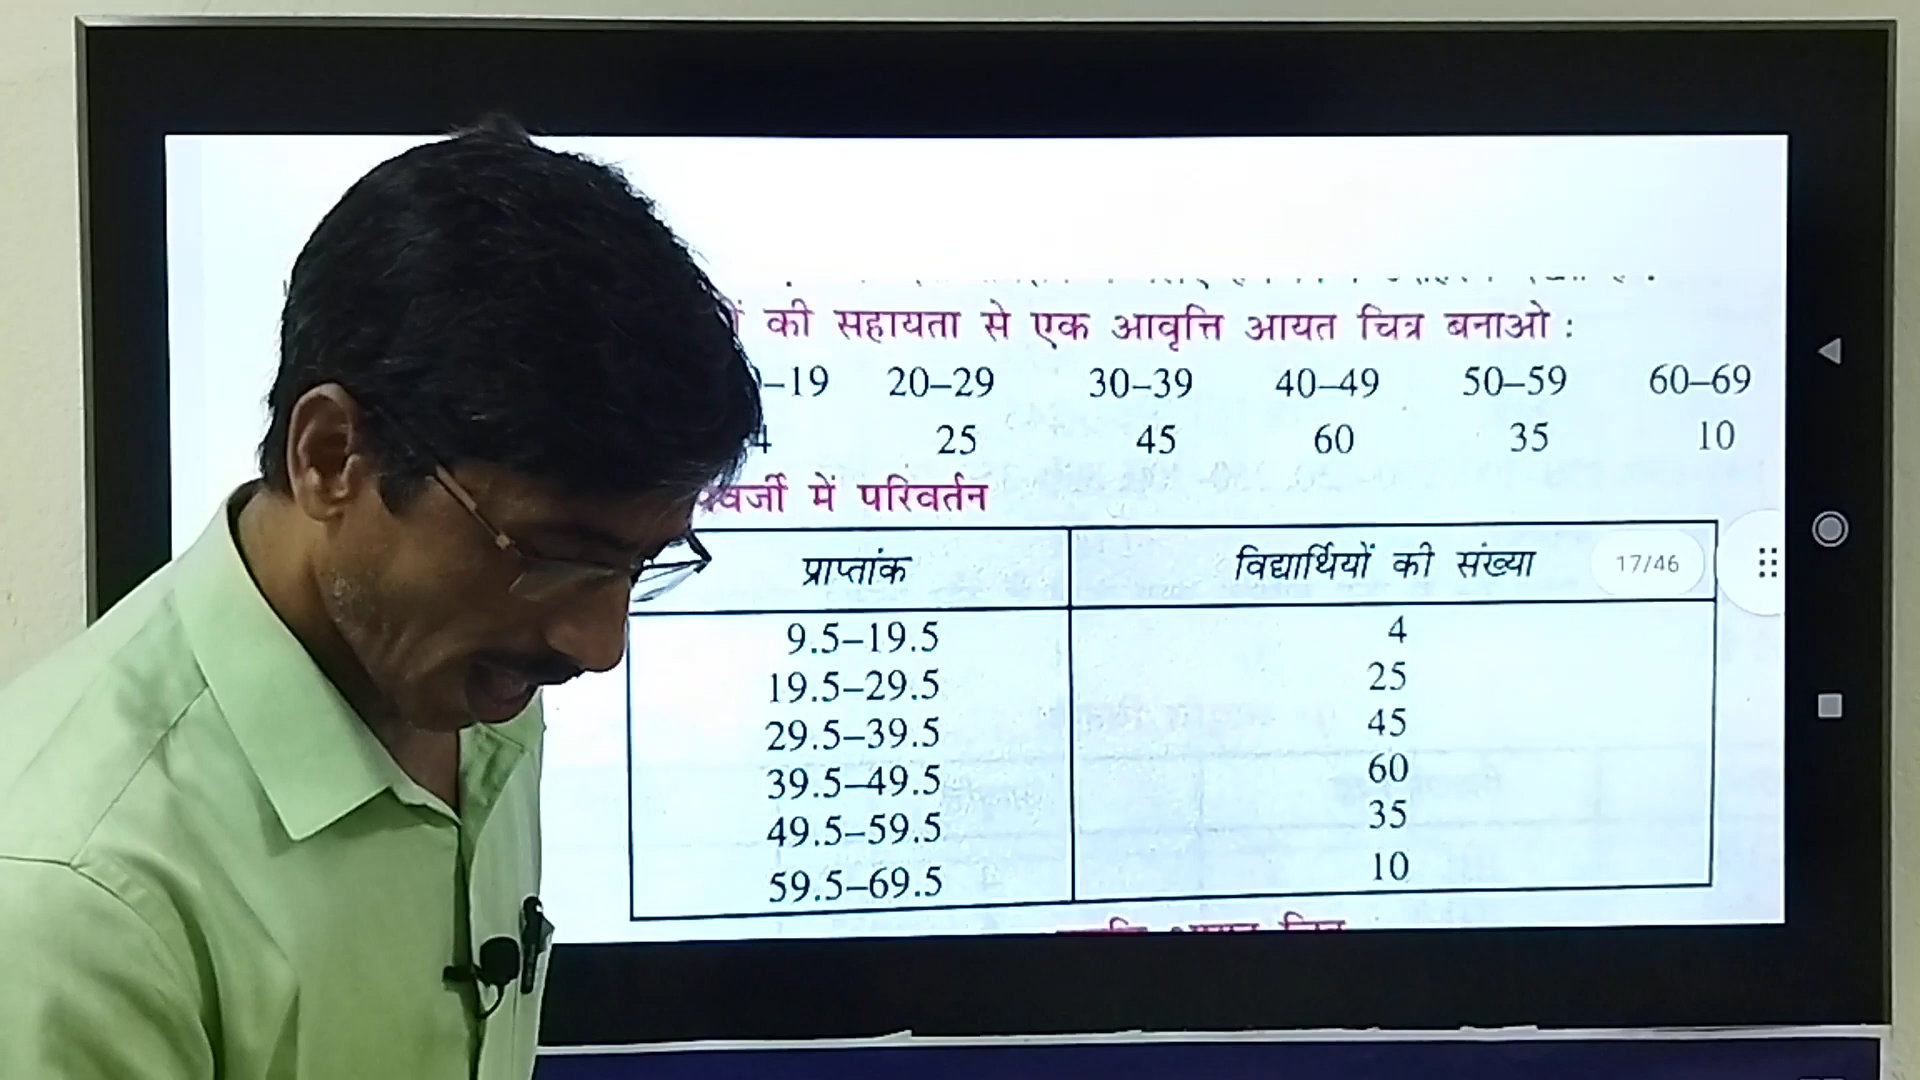 की सहायता से एक आवृत्ति आयत चित्र बनाओ :
–19 20–29 30–39 40–49 50–59 60–69
4 25 45 60 35 10
में परिवर्तन
प्राप्तांक विद्यार्थियों की संख्या 17/46
9.5–19.5 4
19.5–29.5 25
29.5–39.5 45
39.5–49.5 60
49.5–59.5 35
59.5–69.5 10